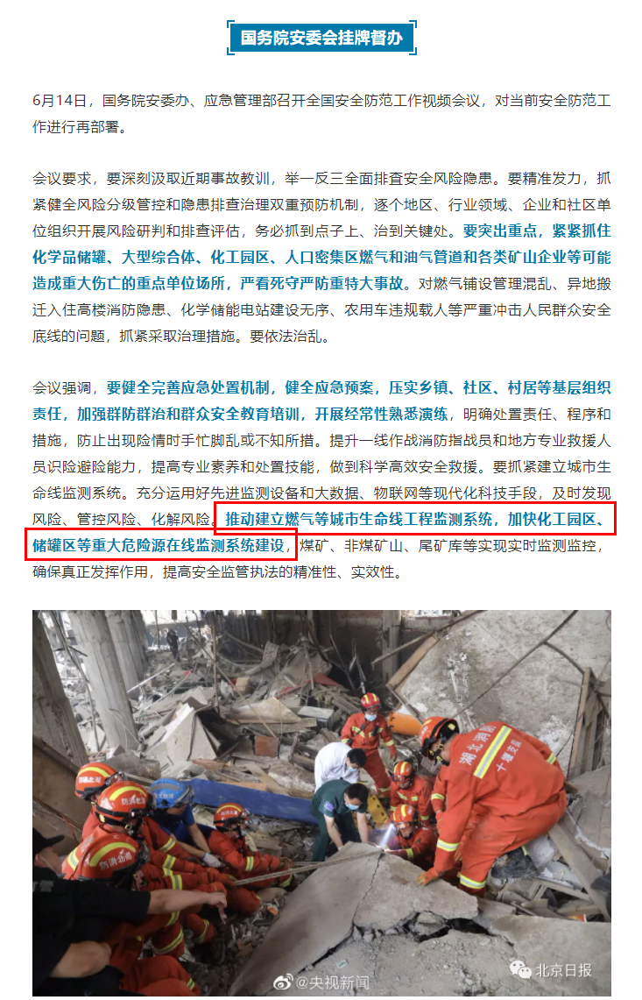 国务院安委会挂牌督办
6月14日，国务院安委办、应急管理部召开全国安全防范工作视频会议，对当前安全防范工
作进行再部署。
会议要求，要深刻汲取近期事故教训，举一反三全面排查安全风险隐患。要精准发力，抓
紧健全风险分级管控和隐患排查治理双重预防机制，逐个地区、行业领域、企业和社区单
位组织开展风险研判和排查评估，务必抓到点子上、治到关键处。要突出重点，紧紧抓住
化学品储罐、大型综合体、化工园区、人口密集区燃气和油气管道和各类矿山企业等可能
造成重大伤亡的重点单位场所，严看死守严防重特大事故。对燃气铺设管理混乱、异地搬
迁入住高楼消防隐患、化学储能电站建设无序、农用车违规载人等严重冲击人民群众安全
底线的问题，抓紧采取治理措施。要依法治乱。
会议强调，要健全完善应急处置机制，健全应急预案，压实乡镇、社区、村居等基层组织
责任，加强群防群治和群众安全教育培训，开展经常性熟悉演练，明确处置责任、程序和
措施，防止出现险情时手忙脚乱或不知所措。提升一线作战消防指战员和地方专业救援人
员识险避险能力，提高专业素养和处置技能，做到科学高效安全救援。要抓紧建立城市生
命线监测系统。充分运用好先进监测设备和大数据、物联网等现代化科技手段，及时发现
风险、管控风险、化解风险。推动建立燃气等城市生命线工程监测系统，加快化工园区、
储罐区等重大危险源在线监测系统建设，煤矿、非煤矿山、尾矿库等实现实时监测监控，
确保真正发挥作用，提高安全监管执法的精准性、实效性。
湖北消防
十堰支队
@央视新闻
北京日报